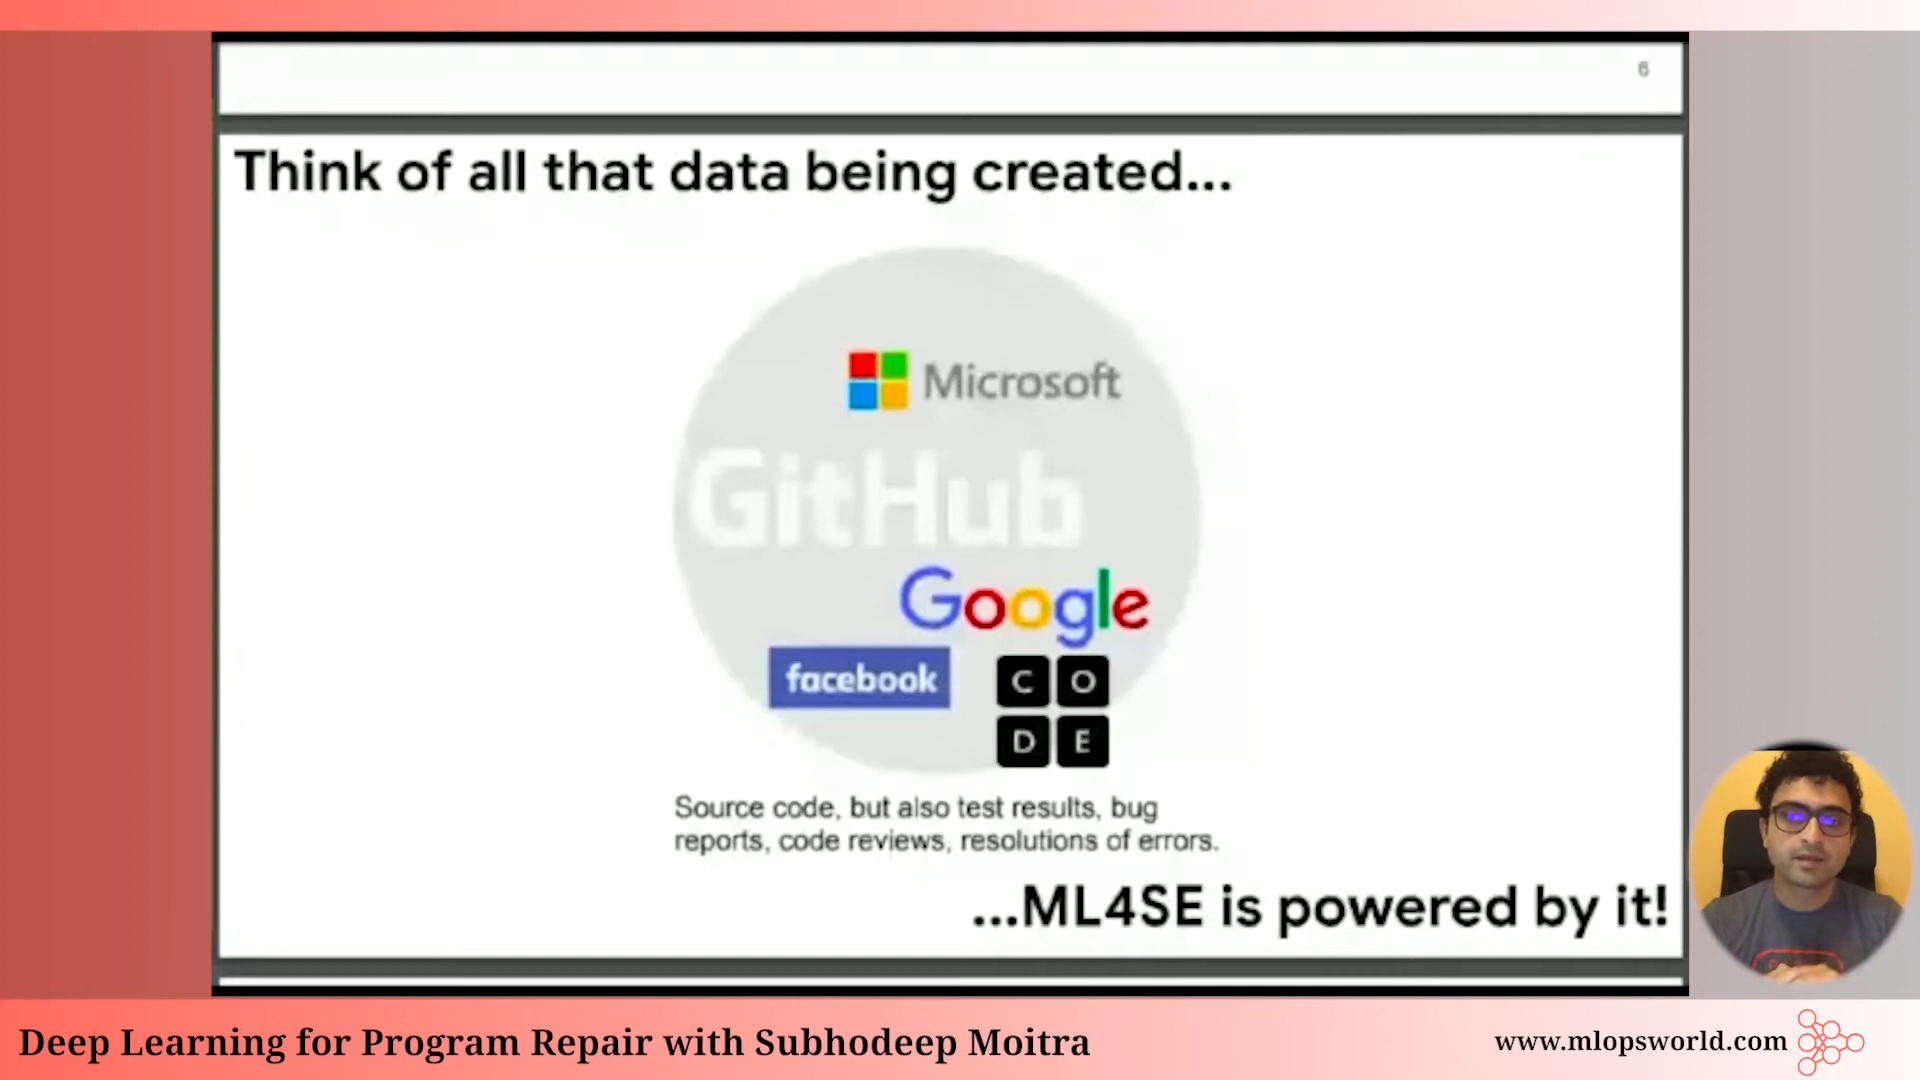 6
Think of all that data being created...
Microsoft
GitHub
Google
facebook
C O
D E
Source code, but also test results, bug
reports, code reviews, resolutions of errors.
...ML4SE is powered by it!
Deep Learning for Program Repair with Subhodeep Moitra
www.mlopsworld.com